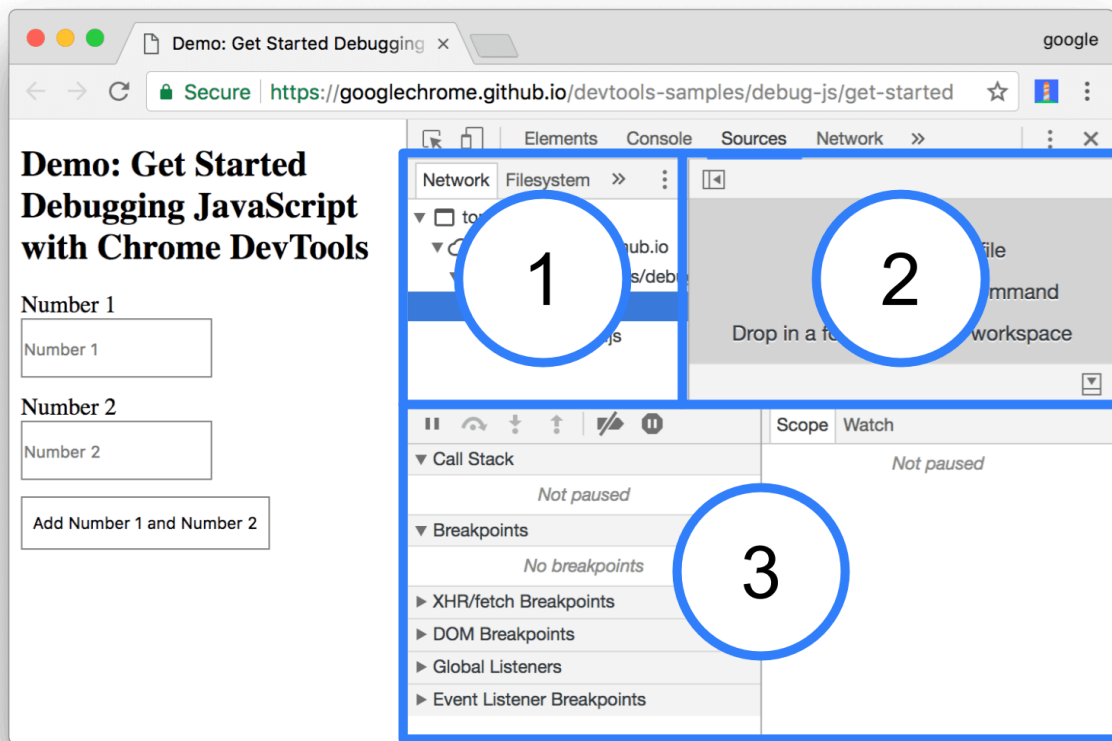 Demo: Get Started Debugging
google
Secure
https://googlechrome.github.io/devtools-samples/debug-js/get-started
Demo: Get Started
Debugging JavaScript
with Chrome DevTools
Number 1
Number 1
Number 2
Number 2
Add Number 1 and Number 2
Elements Console Sources Network »
Network Filesystem »
1
2
Drop in a
workspace
3
Scope Watch
Not paused
Call Stack
Not paused
Breakpoints
No breakpoints
XHR/fetch Breakpoints
DOM Breakpoints
Global Listeners
Event Listener Breakpoints